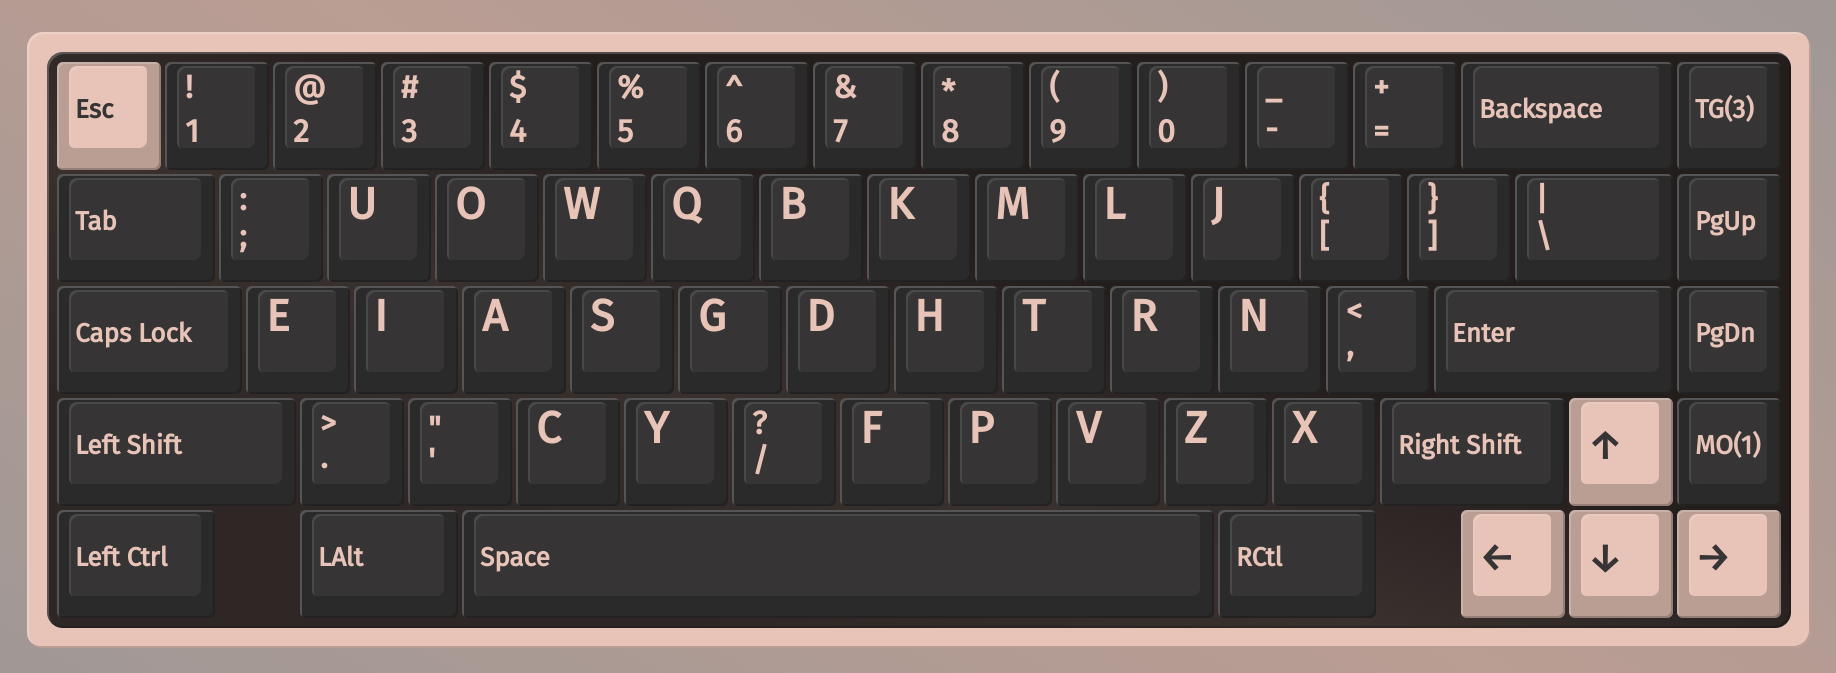 Esc ! @ # $ % ^ & * ( ) _ + Backspace TG(3)
1 2 3 4 5 6 7 8 9 0 - =
Tab : U O W Q B K M L J { } | PgUp
; [ ] \
Caps Lock E I A S G D H T R N < Enter PgDn
,
Left Shift > " C Y ? F P V Z X Right Shift ↑ MO(1)
. ' /
Left Ctrl LAlt Space RCtl ← ↓ →